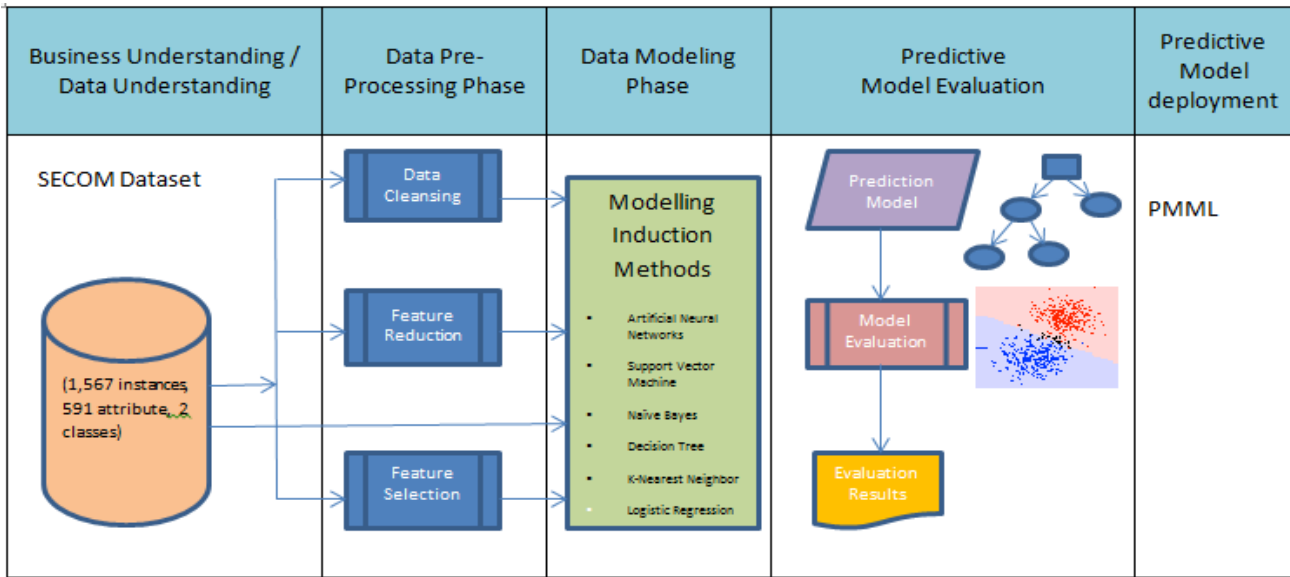 Business Understanding /
Data Understanding
Data Pre-
Processing Phase
Data Modeling
Phase
Predictive
Model Evaluation
Predictive
Model
deployment
SECOM Dataset
(1,567 instances,
591 attribute, 2
classes)
Data
Cleansing
Feature
Reduction
Feature
Selection
Modelling
Induction
Methods
▪ Artificial Neural
Networks
▪ Support Vector
Machine
▪ Naïve Bayes
▪ Decision Tree
▪ K-Nearest Neighbor
▪ Logistic Regression
Prediction
Model
Model
Evaluation
Evaluation
Results
PMML